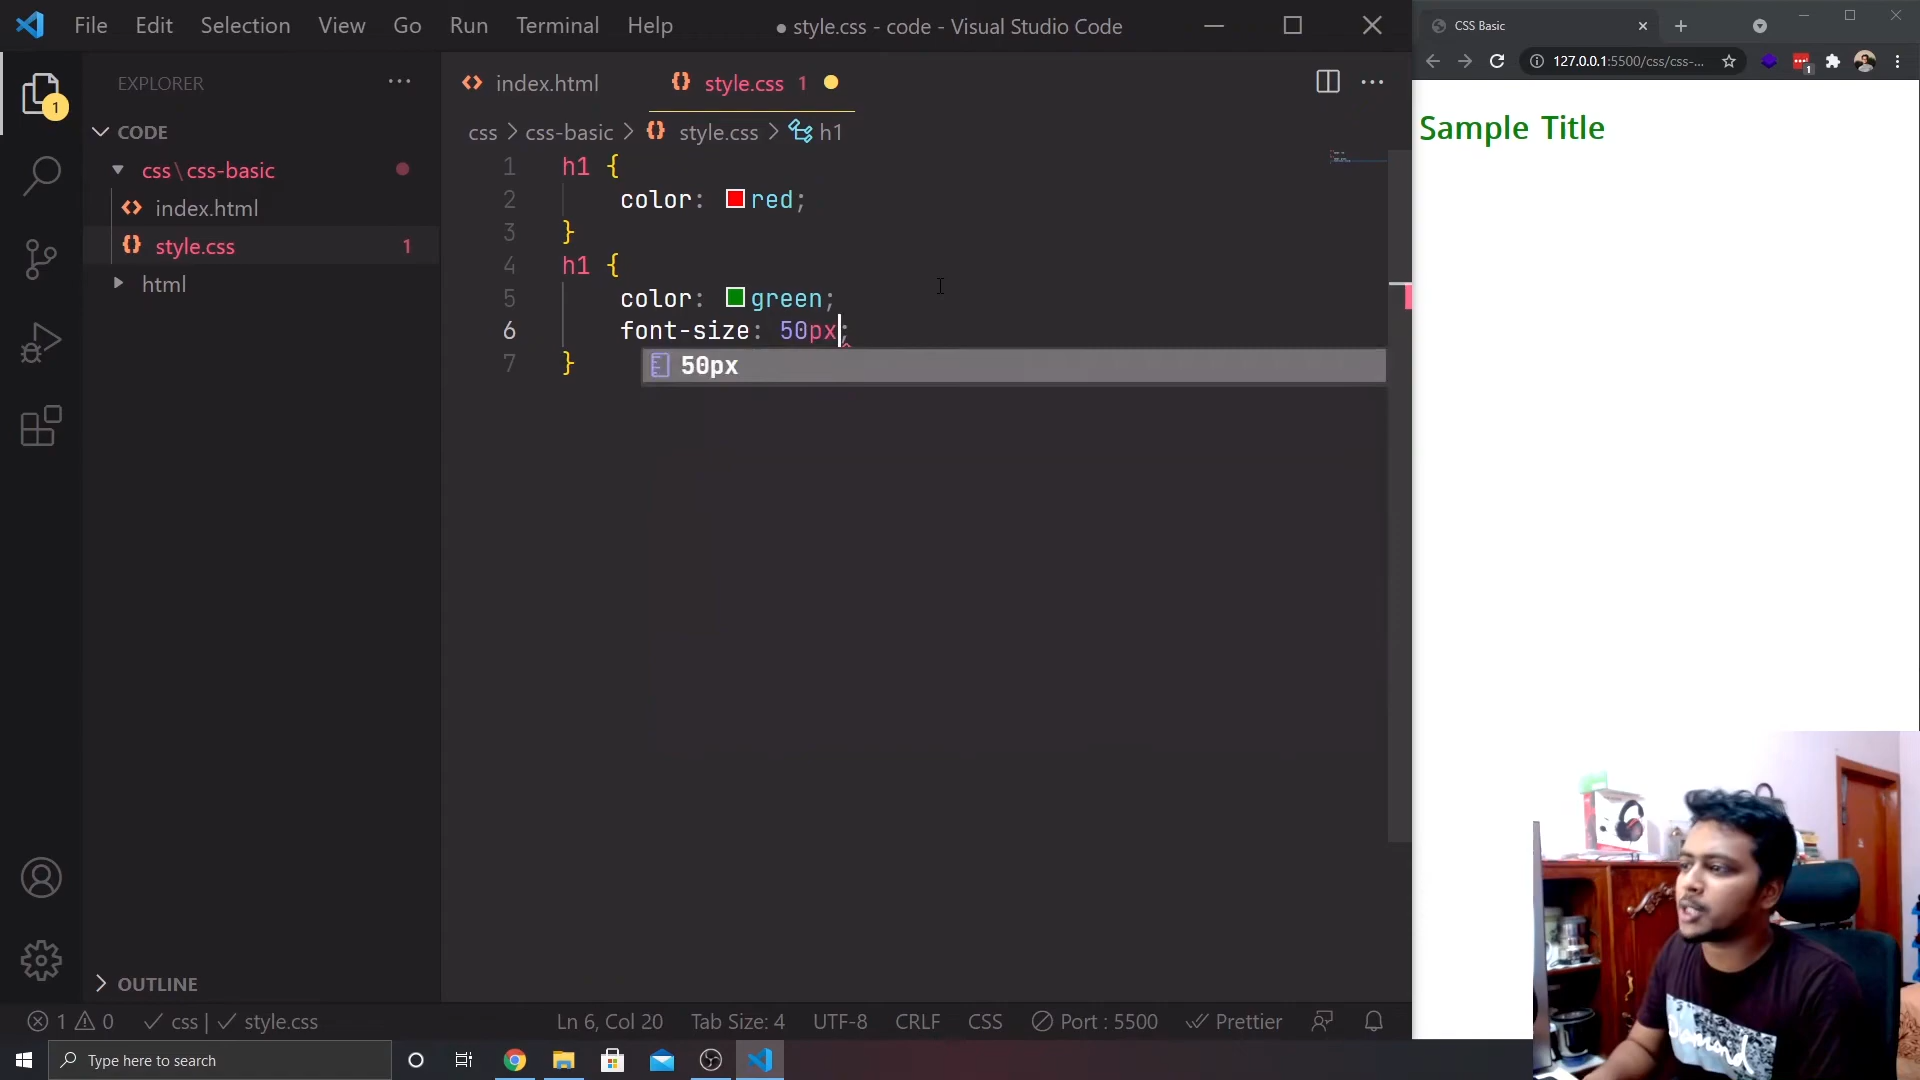 File Edit Selection View Go Run Terminal Help
● style.css - code - Visual Studio Code
EXPLORER
CODE
css\css-basic
index.html
style.css 1
html
OUTLINE
1
index.html style.css 1
css > css-basic > style.css > h1
1 h1 {
2 color: red;
3 }
4 h1 {
5 color: green;
6 font-size: 50px;
7 }
50px
1 0 css | style.css Ln 6, Col 20 Tab Size: 4 UTF-8 CRLF CSS Port : 5500 Prettier
Type here to search
CSS Basic
127.0.0.1:5500/css/css-...
1
Sample Title
Damond